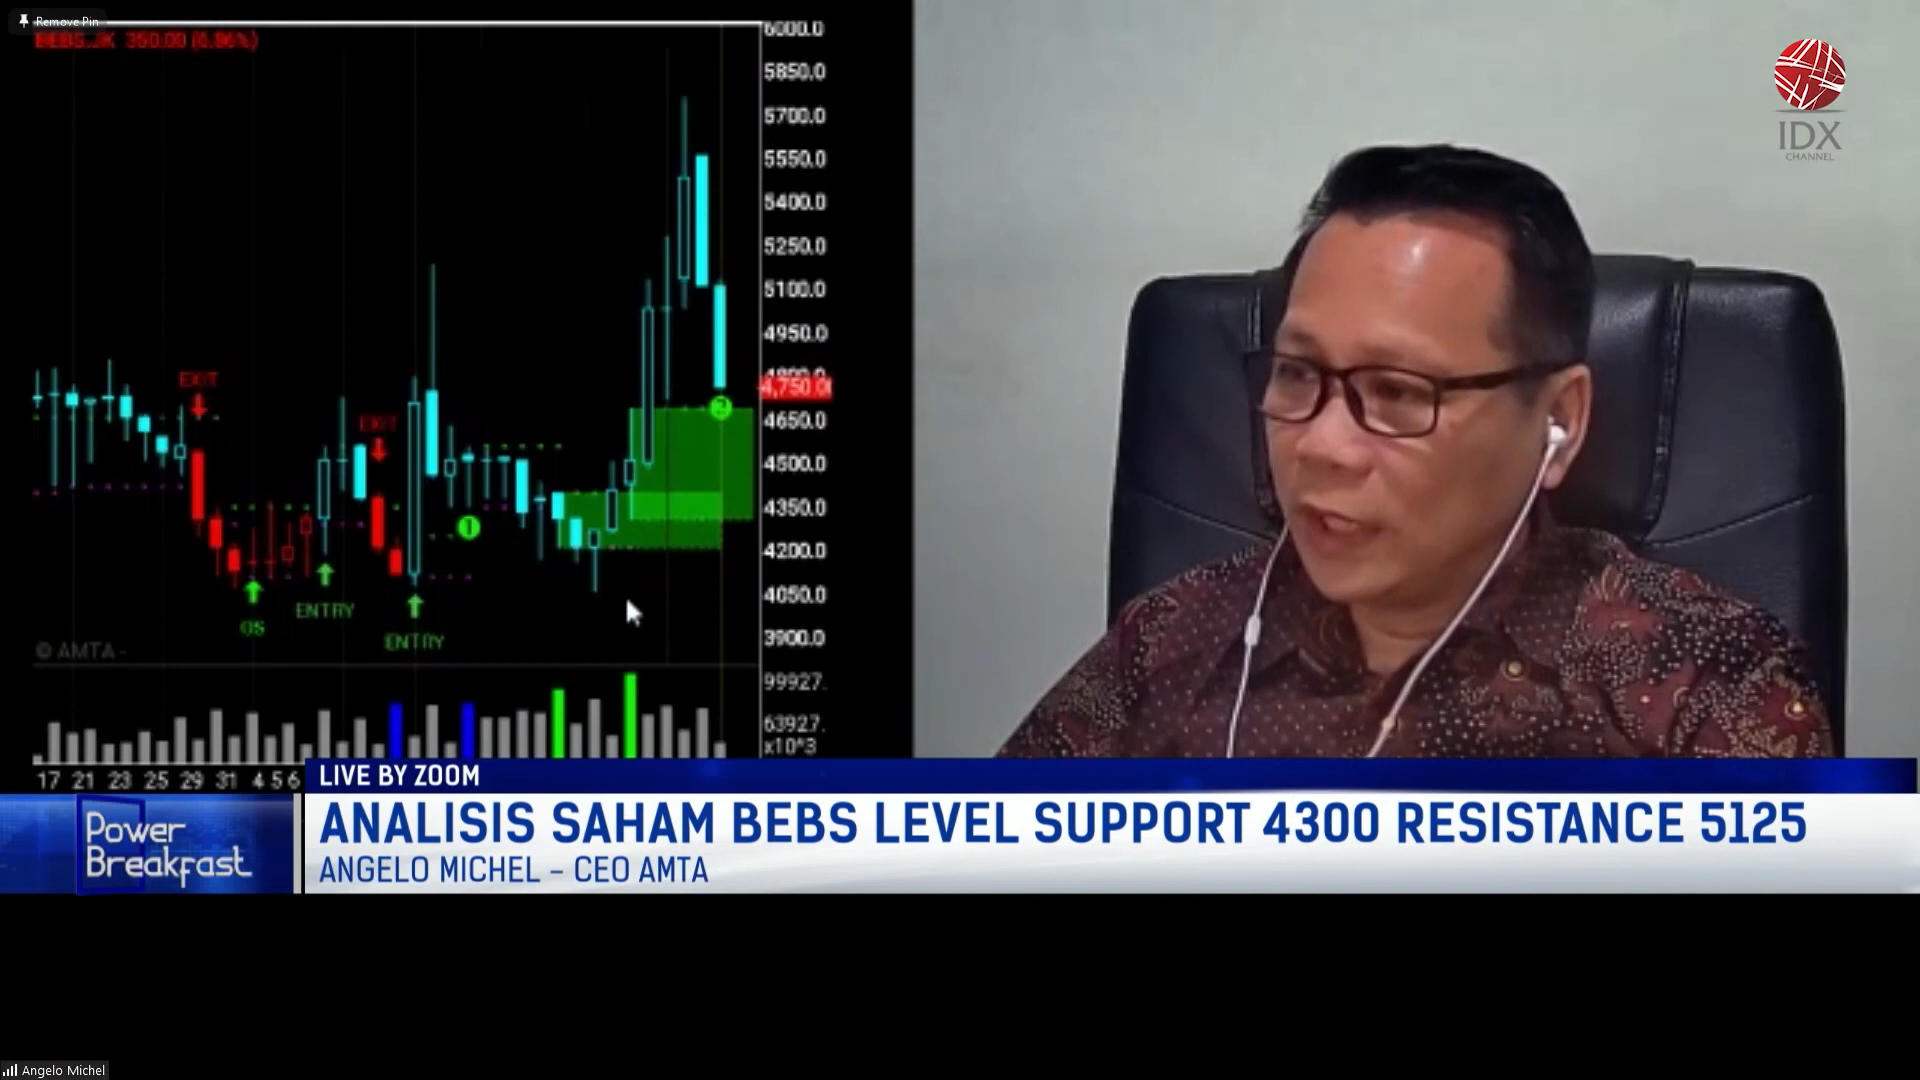 Remove Pin
BEBS.JK 350.00 (6.86%)
6000.0
5850.0
5700.0
5550.0
5400.0
5250.0
5100.0
4950.0
4800.0
4,750.0
4650.0
4500.0
4350.0
4200.0
4050.0
3900.0
EXIT
EXIT
1
2
OS
ENTRY
ENTRY
© AMTA -
99927.
63927.
x10^3
17 21 23 25 29 31 4 5 6
IDX
CHANNEL
LIVE BY ZOOM
Power
Breakfast
ANALISIS SAHAM BEBS LEVEL SUPPORT 4300 RESISTANCE 5125
ANGELO MICHEL - CEO AMTA
Angelo Michel